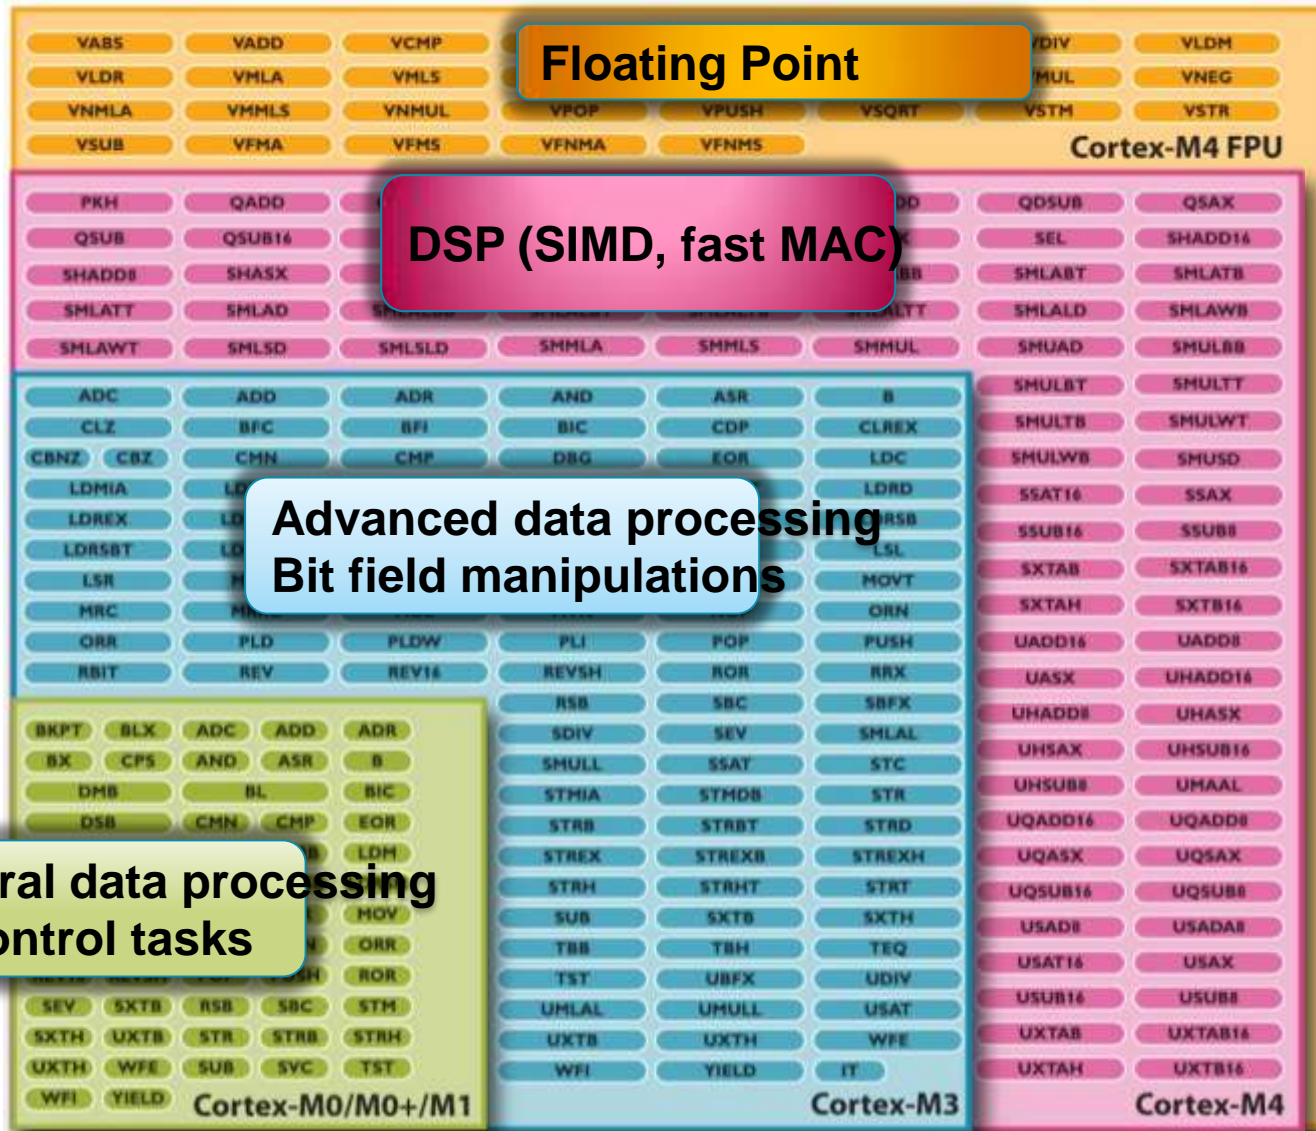 VABS VADD VCMP VDIV VLDM
Floating Point
VLDR VMLA VMLS VMUL VNEG
VNMLA VMMLS VNMUL VPOP VPUSH VSQRT VSTM VSTR
VSUB VFMA VFMS VFNMA VFNMS
Cortex-M4 FPU
PKH QADD QDSUB QSAX
QSUB QSUB16 SEL SHADD16
DSP (SIMD, fast MAC)
SHADD8 SHASX SMLABT SMLATB
SMLATT SMLAD SMLALD SMLAWB
SMLAWT SMLSD SMLSLD SMMLA SMMLS SMMUL SMUAD SMULBB
ADC ADD ADR AND ASR B SMULBT SMULTT
CLZ BFC BFI BIC CDP CLREX SMULTB SMULWT
CBNZ CBZ CMN CMP DBG EOR LDC SMULWB SMUSD
LDMIA LDRD SSAT16 SSAX
Advanced data processing
LDREX SSUB16 SSUB8
LDRSBT LSL SXTAB SXTAB16
Bit field manipulations
LSR MOVT
MRC ORN SXTAH SXTB16
ORR PLD PLDW PLI POP PUSH UADD16 UADD8
RBIT REV REV16 REVSH ROR RRX UASX UHADD16
RSB SBC SBFX UHADD8 UHASX
BKPT BLX ADC ADD ADR SDIV SEV SMLAL
BX CPS AND ASR B SMULL SSAT STC UHSAX UHSUB16
DMB BL BIC STMIA STMDB STR UHSUB8 UMAAL
DSB CMN CMP EOR STRB STRBT STRD UQADD16 UQADD8
LDM STREX STREXB STREXH UQASX UQSAX
ral data processing
STRH STRHT STRT UQSUB16 UQSUB8
MOV SUB SXTB SXTH USAD8 USADA8
ontrol tasks
ORR TBB TBH TEQ
ROR TST UBFX UDIV USAT16 USAX
SEV SXTB RSB SBC STM UMLAL UMULL USAT USUB16 USUB8
SXTH UXTB STR STRB STRH UXTB UXTH WFE UXTAB UXTAB16
UXTH WFE SUB SVC TST WFI YIELD IT UXTAH UXTB16
WFI YIELD Cortex-M0/M0+/M1 Cortex-M3 Cortex-M4